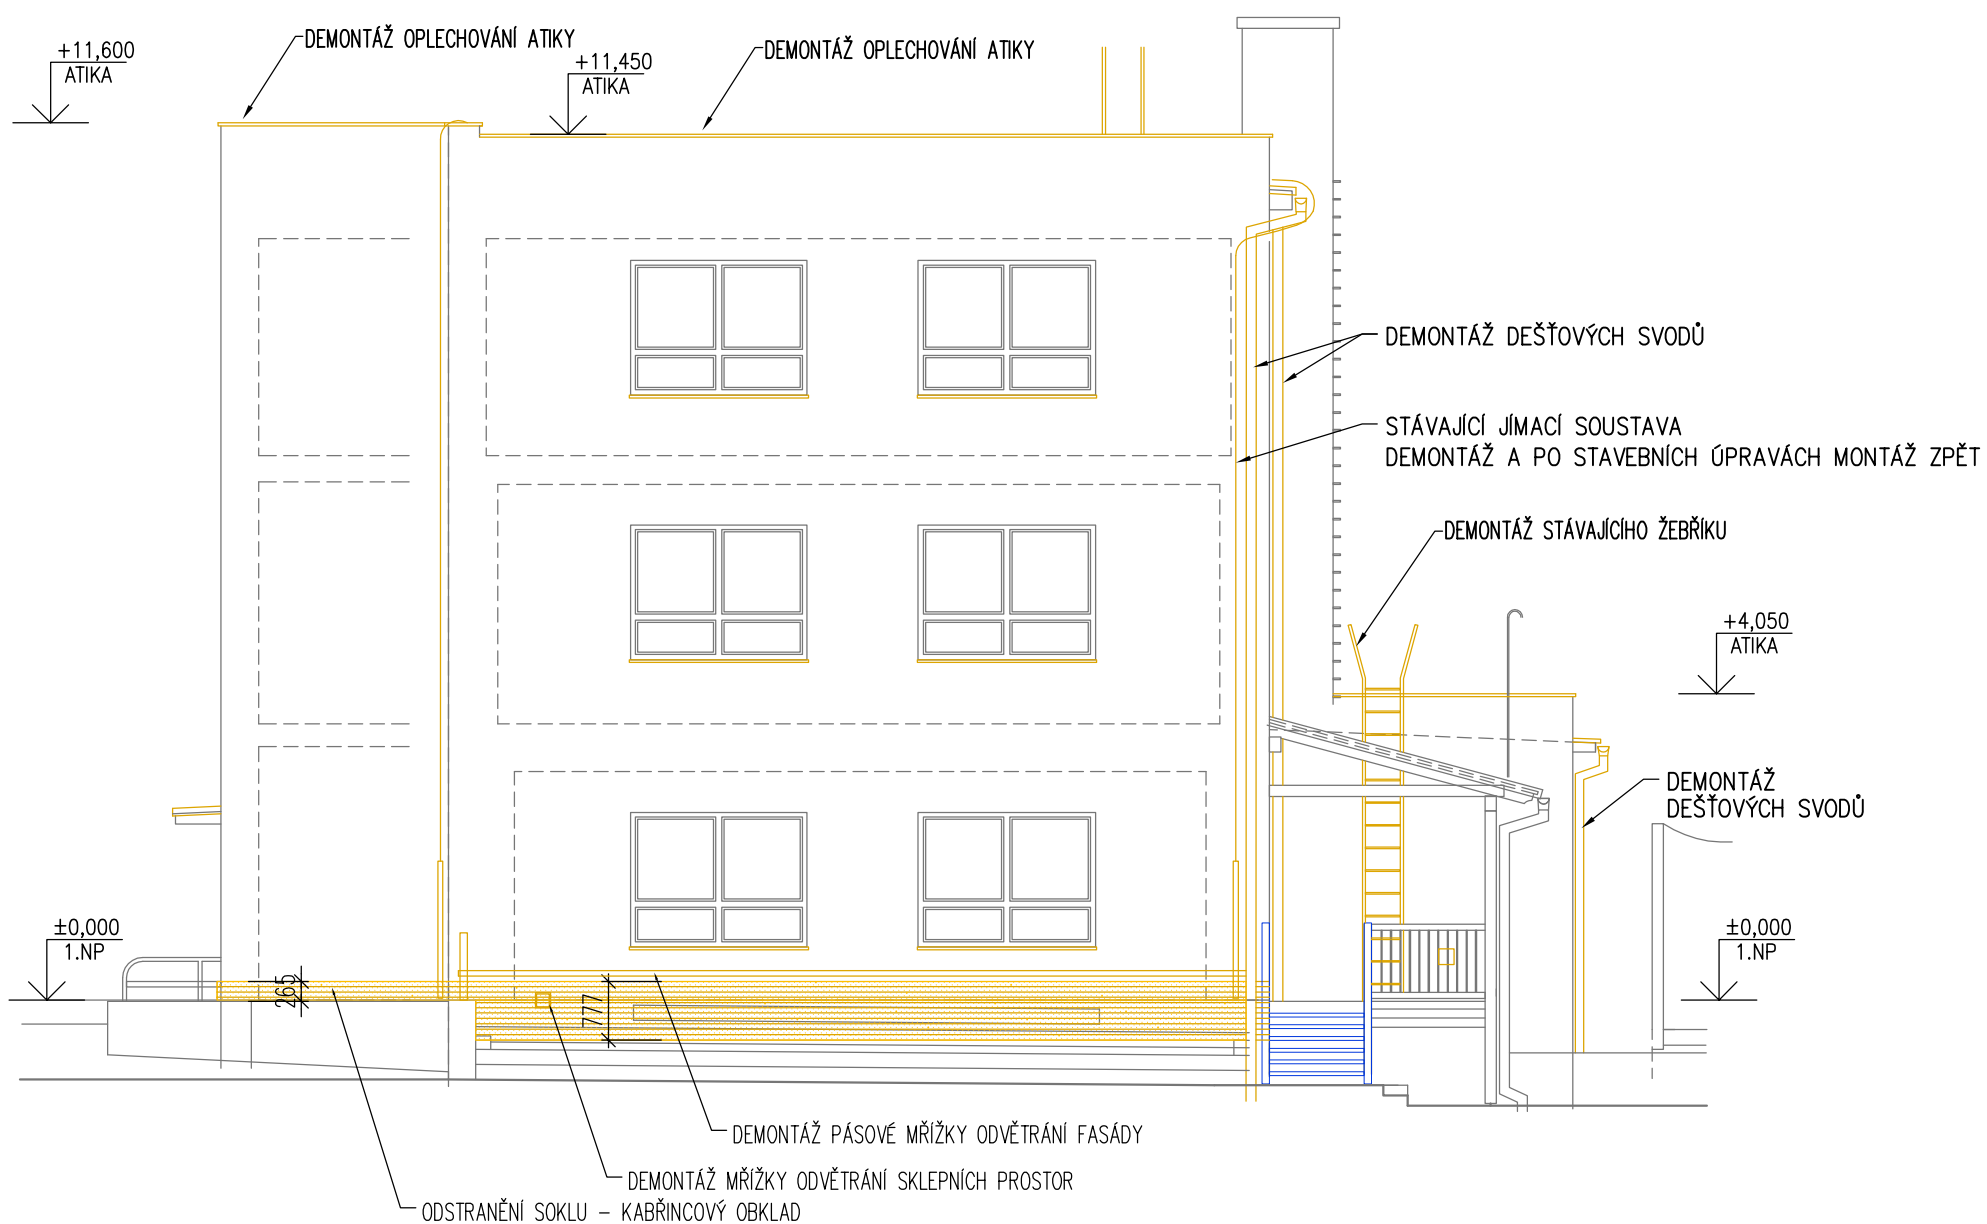 DEMONTÁŽ OPLECHOVÁNÍ ATIKY
+11,600
ATIKA
+11,450
ATIKA
DEMONTÁŽ OPLECHOVÁNÍ ATIKY
DEMONTÁŽ DEŠŤOVÝCH SVODŮ
STÁVAJÍCÍ JÍMACÍ SOUSTAVA
DEMONTÁŽ A PO STAVEBNÍCH ÚPRAVÁCH MONTÁŽ ZPĚT
DEMONTÁŽ STÁVAJÍCÍHO ŽEBŘÍKU
+4,050
ATIKA
DEMONTÁŽ
DEŠŤOVÝCH SVODŮ
±0,000
1.NP
±0,000
1.NP
265
777
DEMONTÁŽ PÁSOVÉ MŘÍŽKY ODVĚTRÁNÍ FASÁDY
DEMONTÁŽ MŘÍŽKY ODVĚTRÁNÍ SKLEPNÍCH PROSTOR
ODSTRANĚNÍ SOKLU – KABŘINCOVÝ OBKLAD